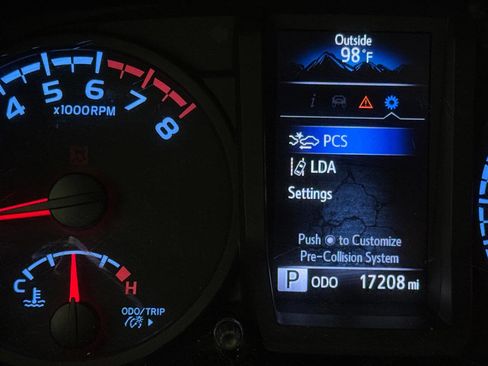 Outside
98°F
4 5 6 7 8
x1000RPM
PCS
LDA
Settings
Push ◉ to Customize
Pre-Collision System
P ODO 17208 mi
C H
ODO/TRIP